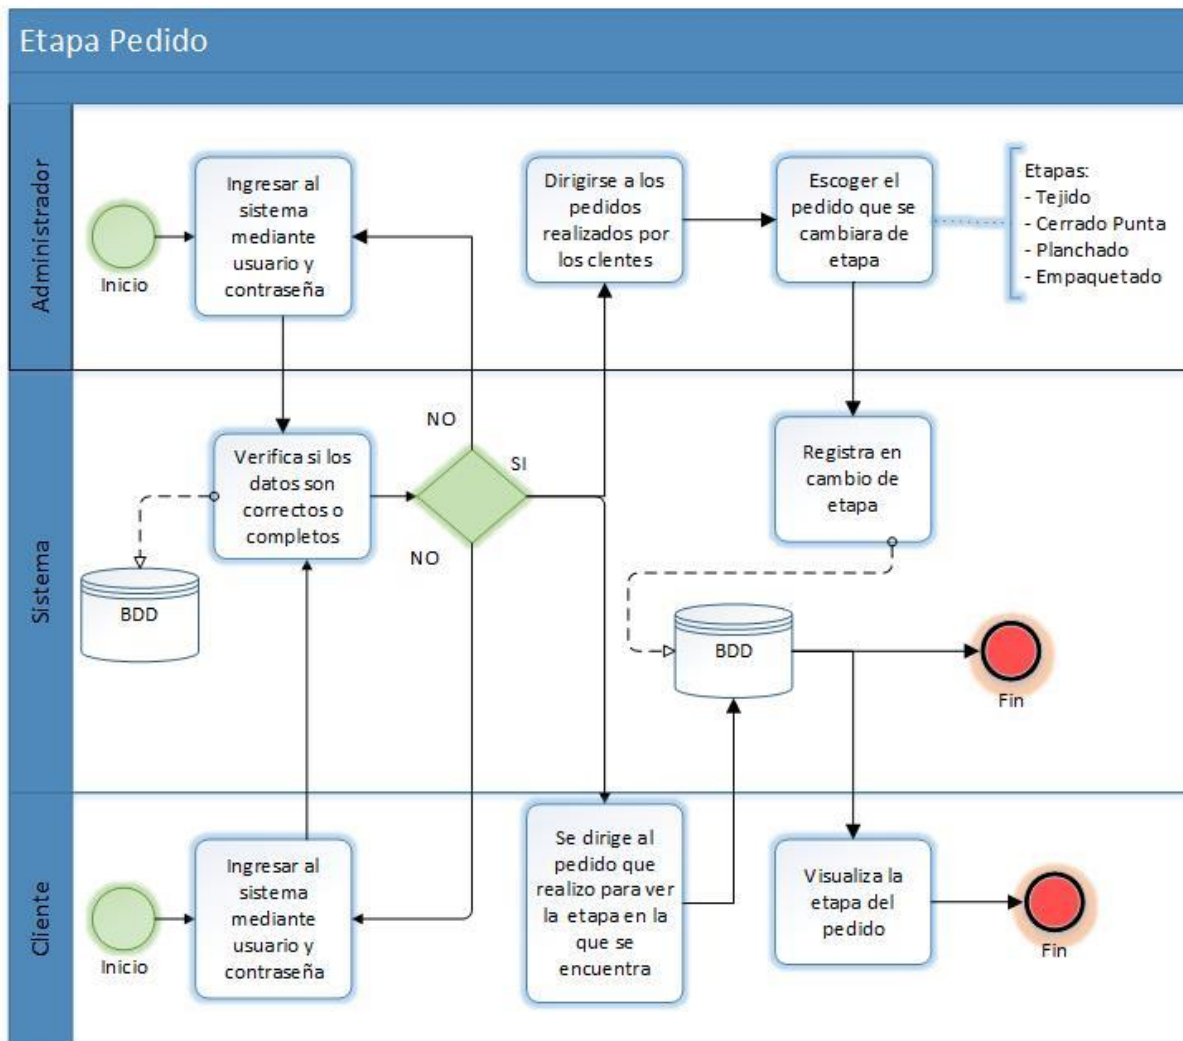 Etapa Pedido
Administrador
Inicio
Ingresar al
sistema
mediante
usuario y
contraseña
Dirigirse a los
pedidos
realizados por
los clentes
Escoger el
pedido que se
cambiara de
etapa
Etapas:
- Tejido
- Cerrado Punta
- Planchado
- Empaquetado
Sistema
Verifica si los
datos son
correctos o
completos
BDD
NO
SI
NO
Registra en
cambio de
etapa
BDD
Fin
Cliente
Inicio
Ingresar al
sistema
mediante
usuario y
contraseña
Se dirige al
pedido que
realizo para ver
la etapa en la
que se
encuentra
Visualiza la
etapa del
pedido
Fin